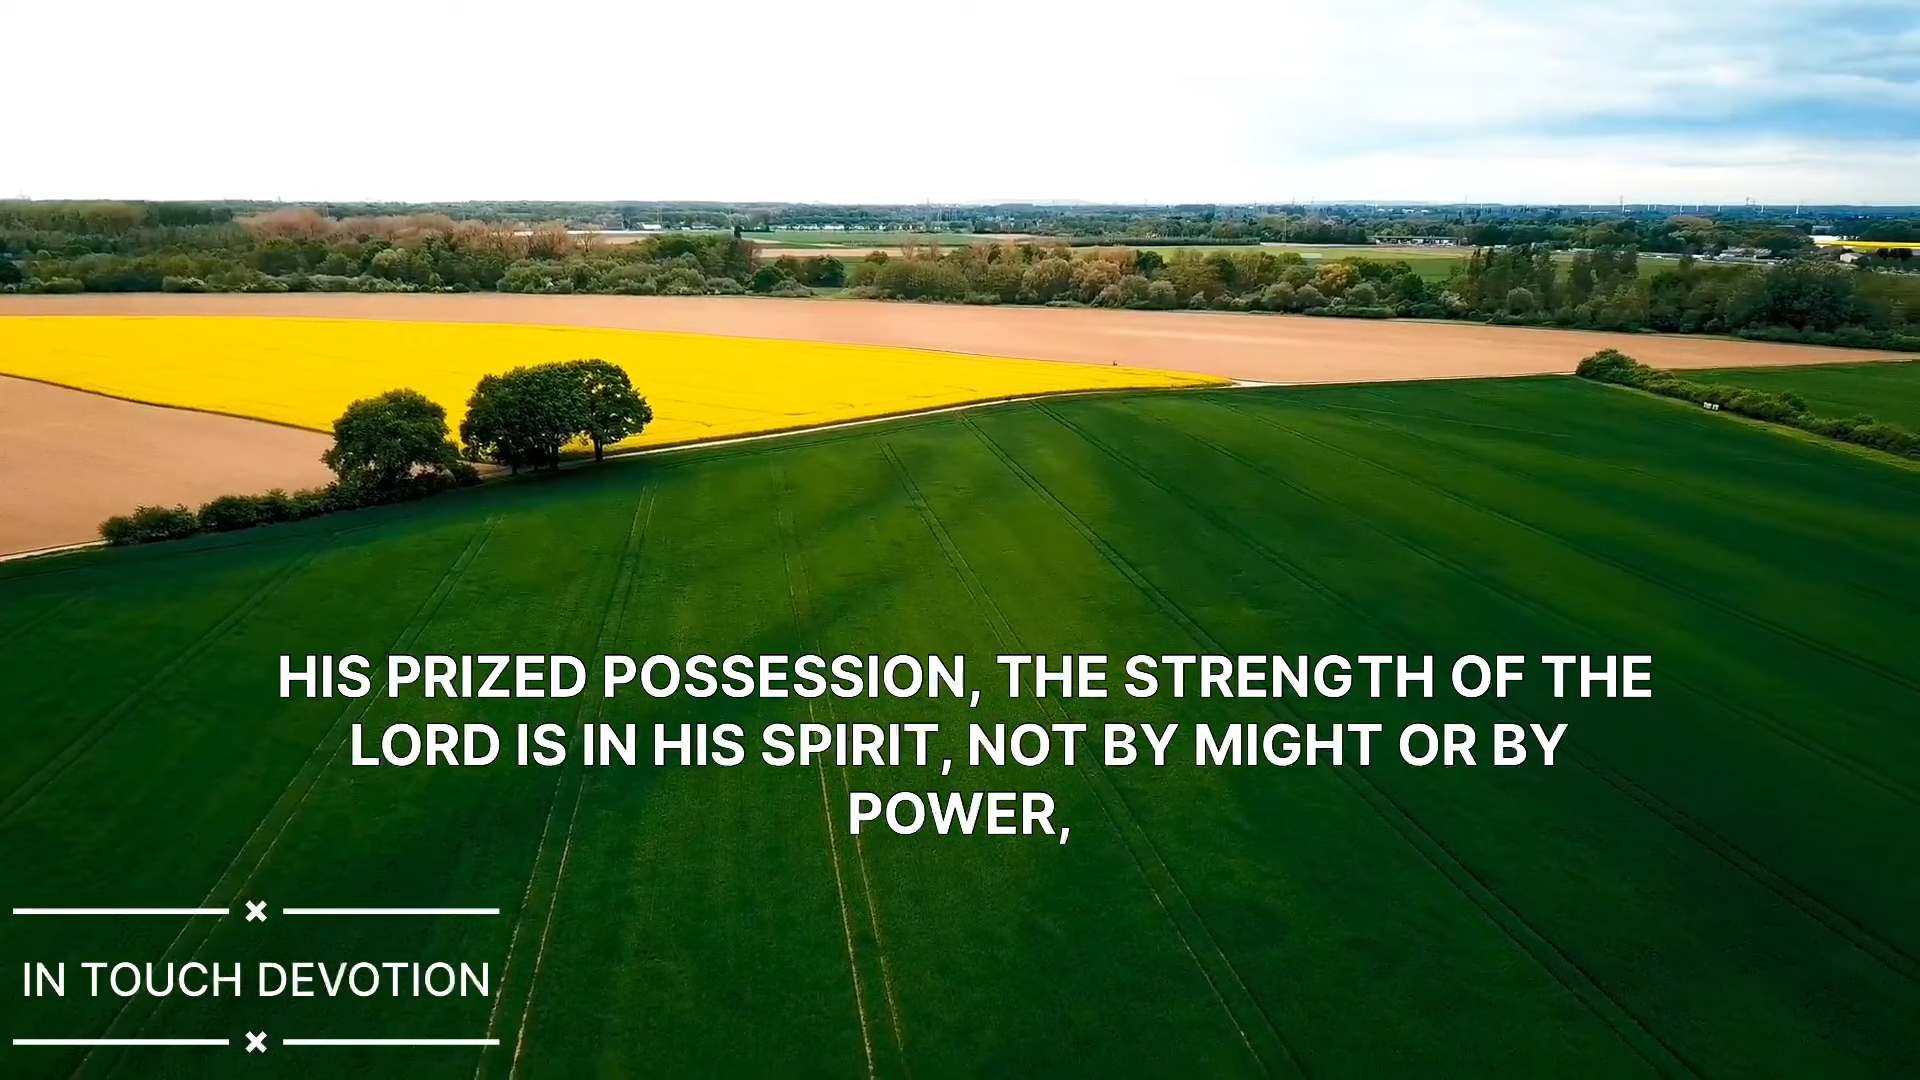 HIS PRIZED POSSESSION, THE STRENGTH OF THE
LORD IS IN HIS SPIRIT, NOT BY MIGHT OR BY
POWER,
IN TOUCH DEVOTION